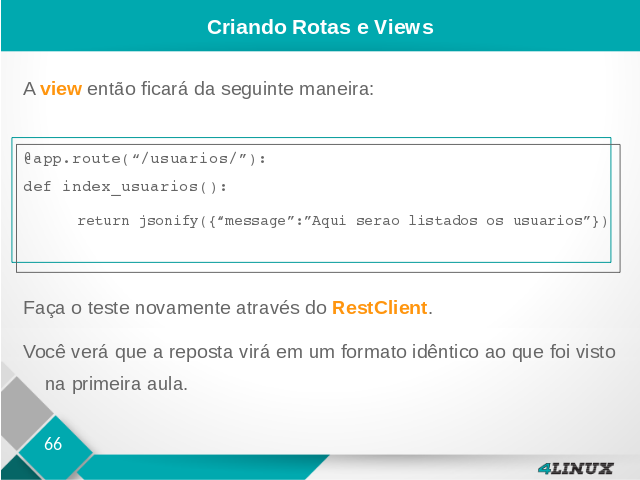 Criando Rotas e Views
A view então ficará da seguinte maneira:
@app.route(“/usuarios/”):
def index_usuarios():
return jsonify({“message”:”Aqui serao listados os usuarios”})
Faça o teste novamente através do RestClient.
Você verá que a reposta virá em um formato idêntico ao que foi visto
na primeira aula.
66
4LINUX